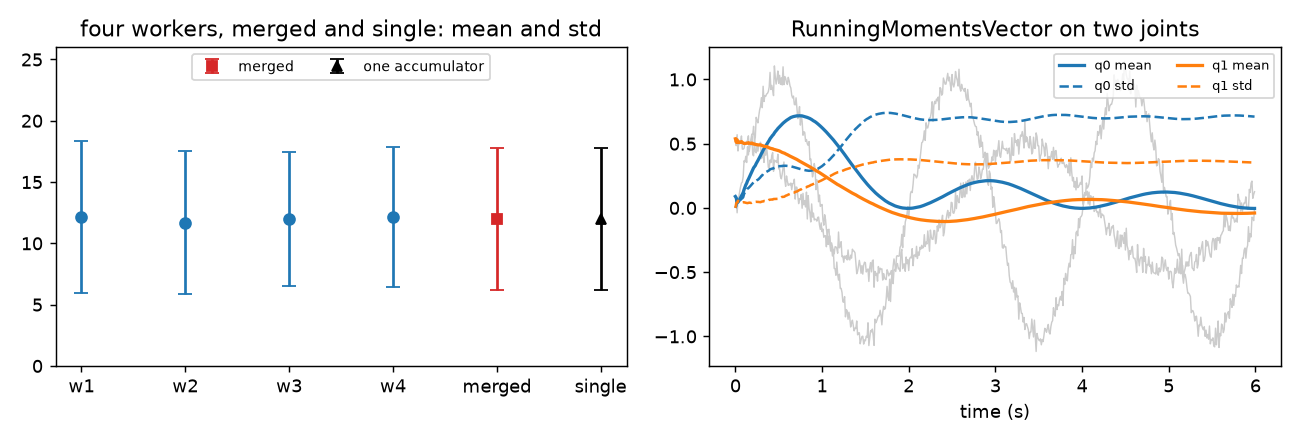 four workers, merged and single: mean and std
merged one accumulator
25
20
15
10
5
0
w1 w2 w3 w4 merged single
RunningMomentsVector on two joints
q0 mean q1 mean
q0 std q1 std
1.0
0.5
0.0
−0.5
−1.0
0 1 2 3 4 5 6
time (s)